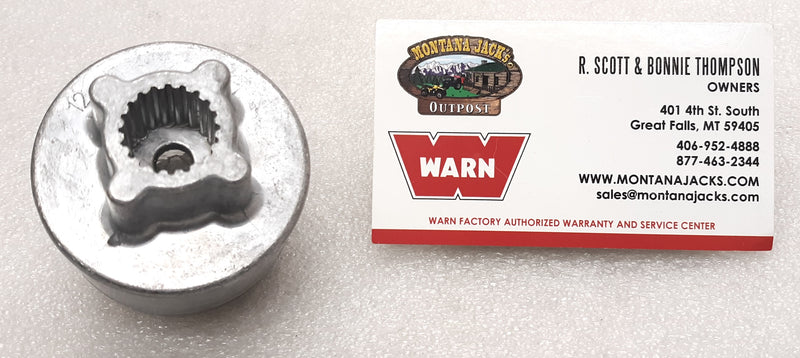 12
MONTANA JACK'S
OUTPOST
WARN
R. SCOTT & BONNIE THOMPSON
OWNERS
401 4th St. South
Great Falls, MT 59405
406-952-4888
877-463-2344
WWW.MONTANAJACKS.COM
sales@montanajacks.com
WARN FACTORY AUTHORIZED WARRANTY AND SERVICE CENTER